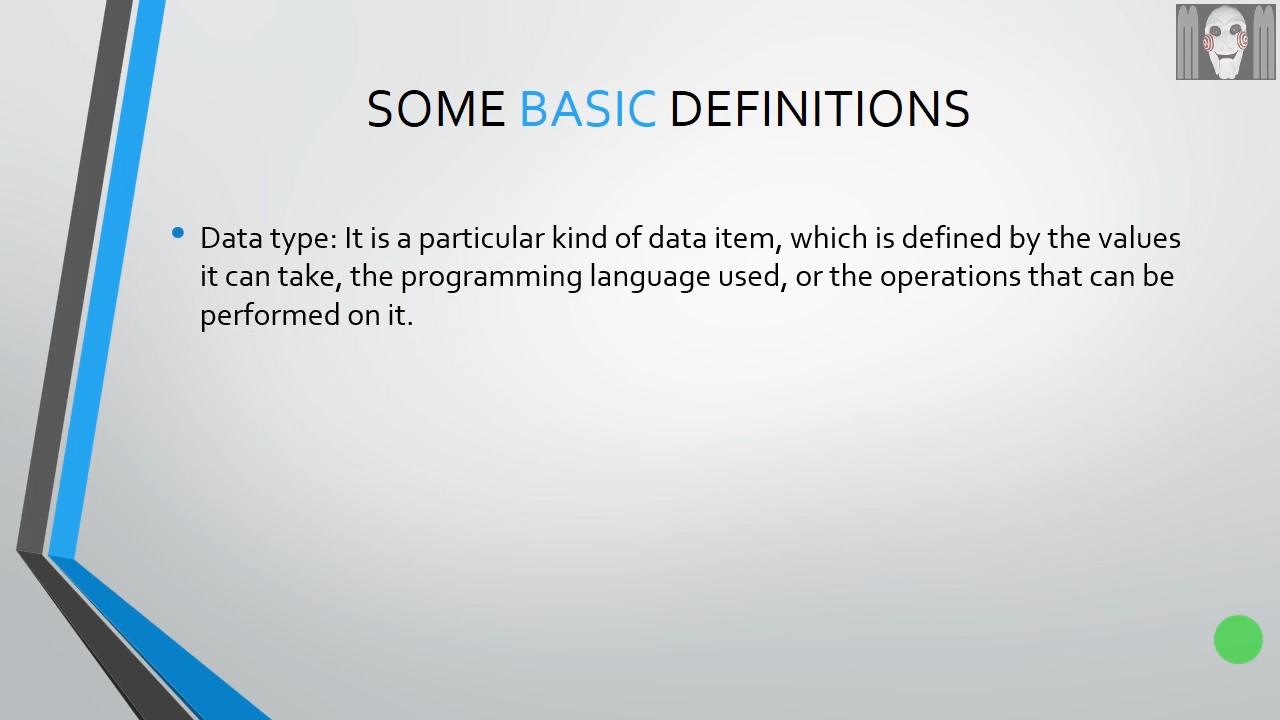 SOME BASIC DEFINITIONS
Data type: It is a particular kind of data item, which is defined by the values
it can take, the programming language used, or the operations that can be
performed on it.